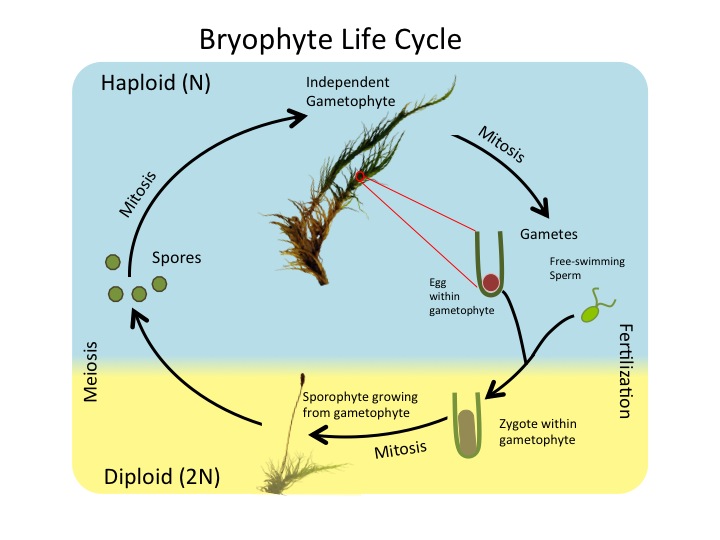 Bryophyte Life Cycle
Haploid (N)
Independent
Gametophyte
Mitosis
Mitosis
Gametes
Spores
Free-swimming
Sperm
Egg
within
gametophyte
Fertilization
Meiosis
Sporophyte growing
from gametophyte
Zygote within
gametophyte
Mitosis
Diploid (2N)